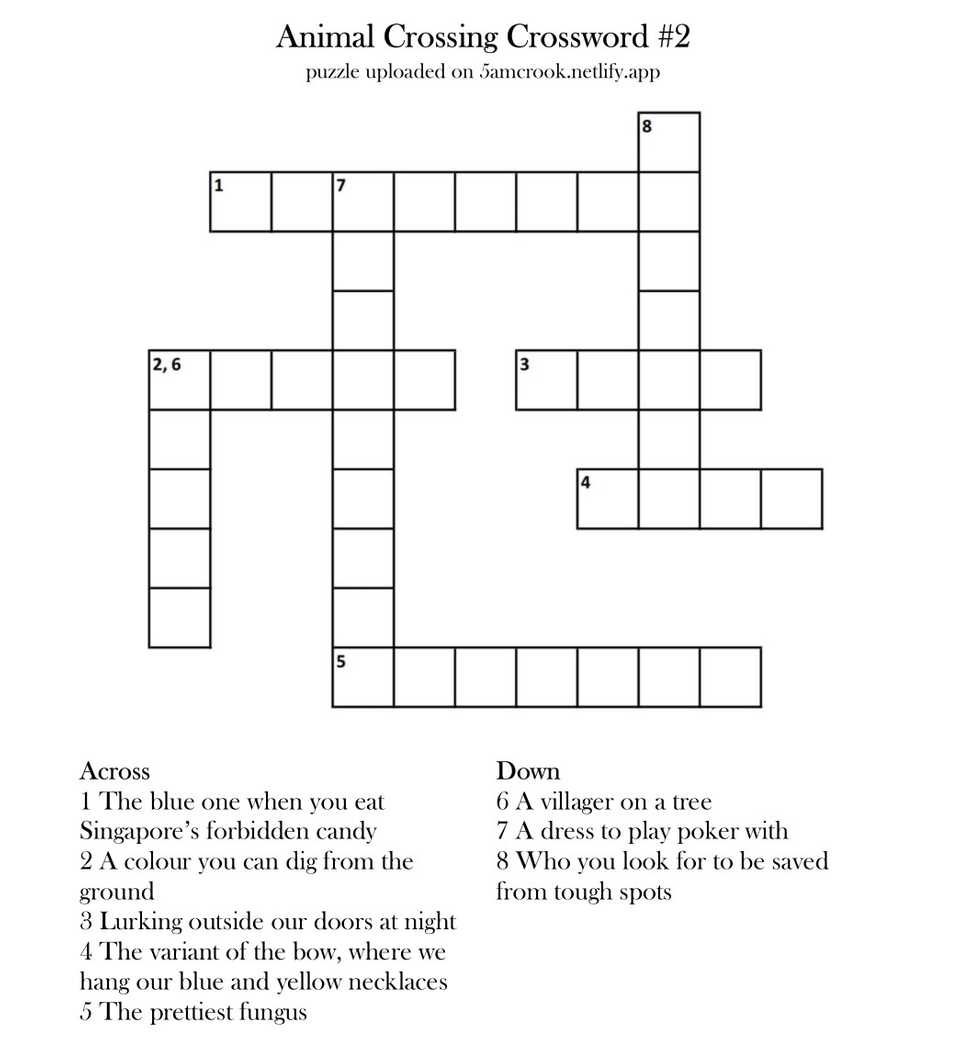 Animal Crossing Crossword #2
puzzle uploaded on 5amcrook.netlify.app
8
1 7
2, 6 3
4
5
Across
1 The blue one when you eat
Singapore's forbidden candy
2 A colour you can dig from the
ground
3 Lurking outside our doors at night
4 The variant of the bow, where we
hang our blue and yellow necklaces
5 The prettiest fungus
Down
6 A villager on a tree
7 A dress to play poker with
8 Who you look for to be saved
from tough spots